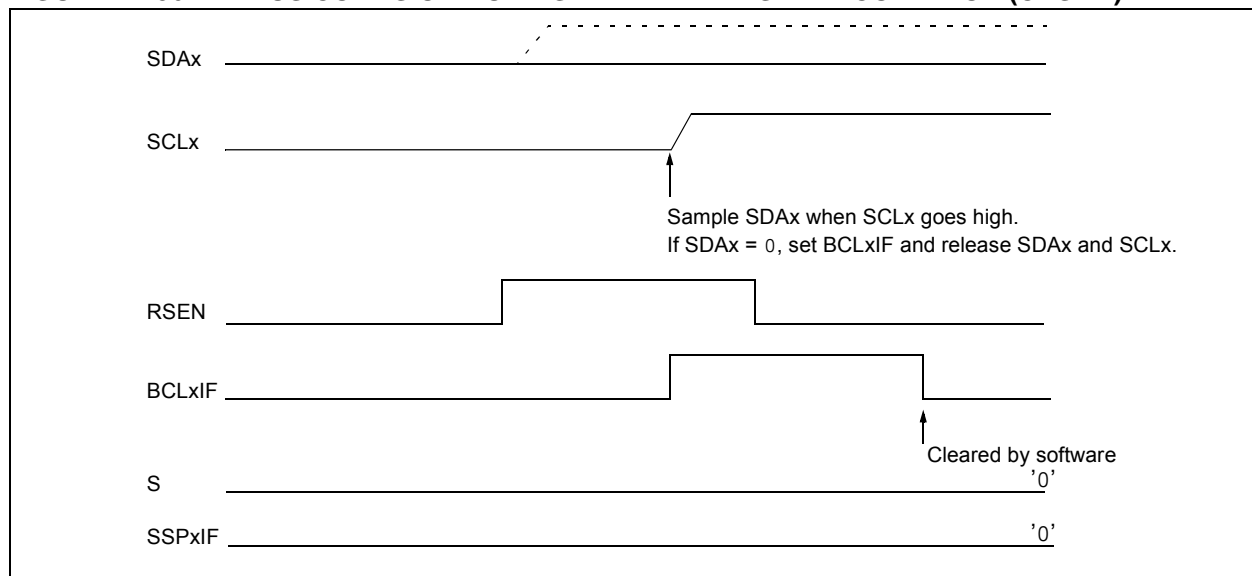 SDAx
SCLx
Sample SDAx when SCLx goes high.
If SDAx = 0, set BCLxIF and release SDAx and SCLx.
RSEN
BCLxIF
Cleared by software
S '0'
SSPxIF '0'